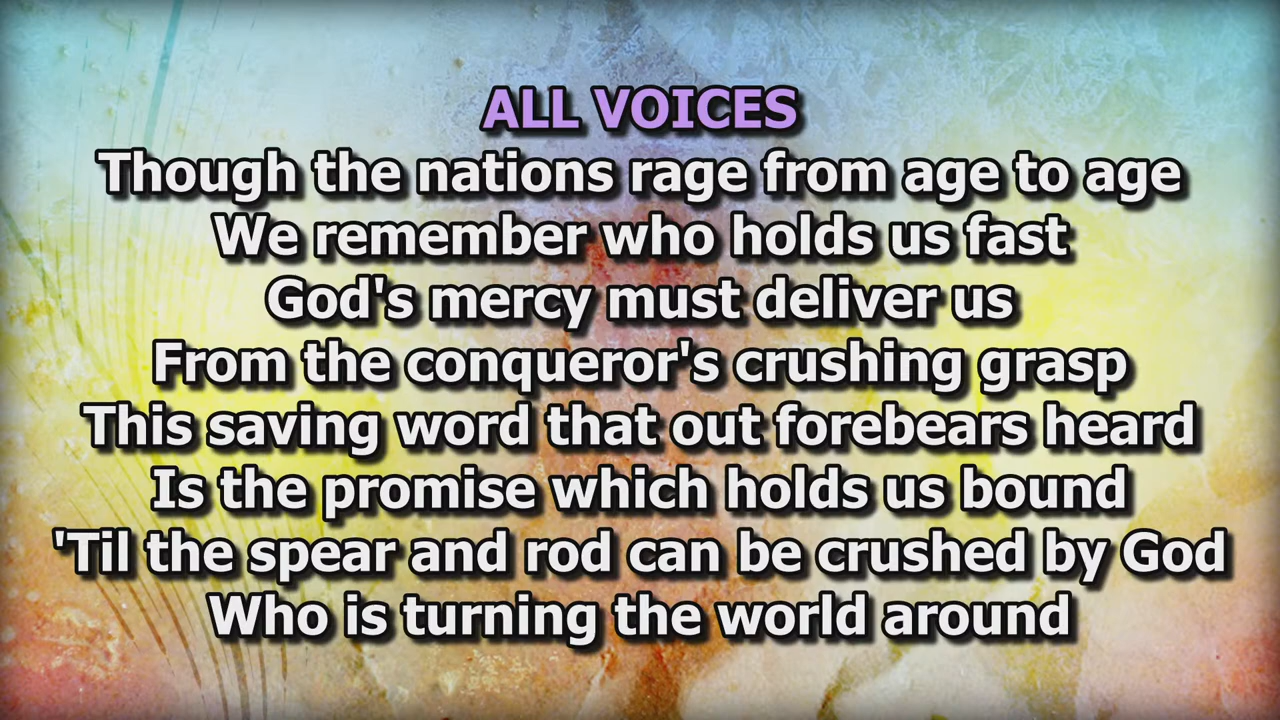 ALL VOICES
Though the nations rage from age to age
We remember who holds us fast
God's mercy must deliver us
From the conqueror's crushing grasp
This saving word that out forebears heard
Is the promise which holds us bound
'Til the spear and rod can be crushed by God
Who is turning the world around